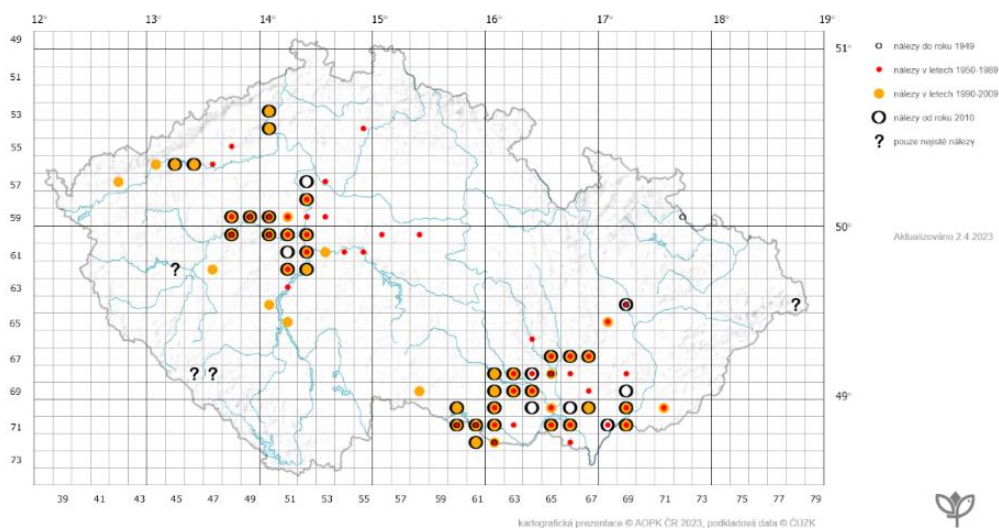 12° 13° 14° 15° 16° 17° 18° 19°
49
51
53
55
57
59
61
63
65
67
69
71
73
51°
50°
49°
39 41 43 45 47 49 51 53 55 57 59 61 63 65 67 69 71 73 75 77 79
nálezy do roku 1949
nálezy v letech 1950-1989
nálezy v letech 1990-2009
nálezy od roku 2010
? pouze nejisté nálezy
Aktualizováno 2.4.2023
?
?
? ?
kartografická prezentace © AOPK ČR 2023, podkladová data © ČÚZK